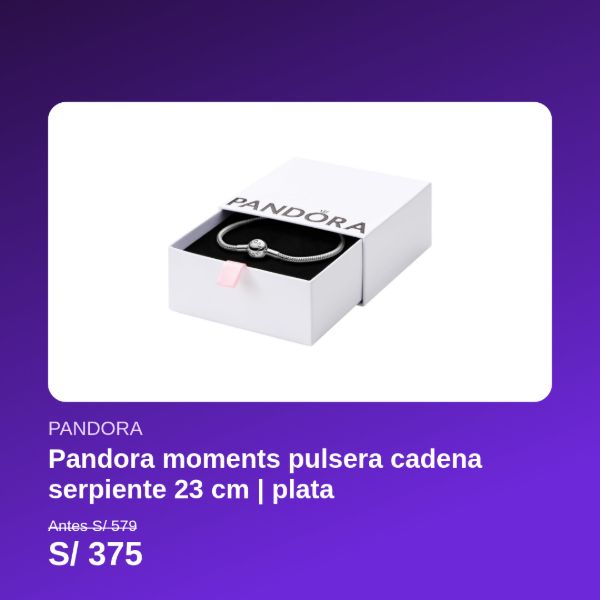 PANDORA
PANDORA
Pandora moments pulsera cadena
serpiente 23 cm | plata
Antes S/ 579
S/ 375